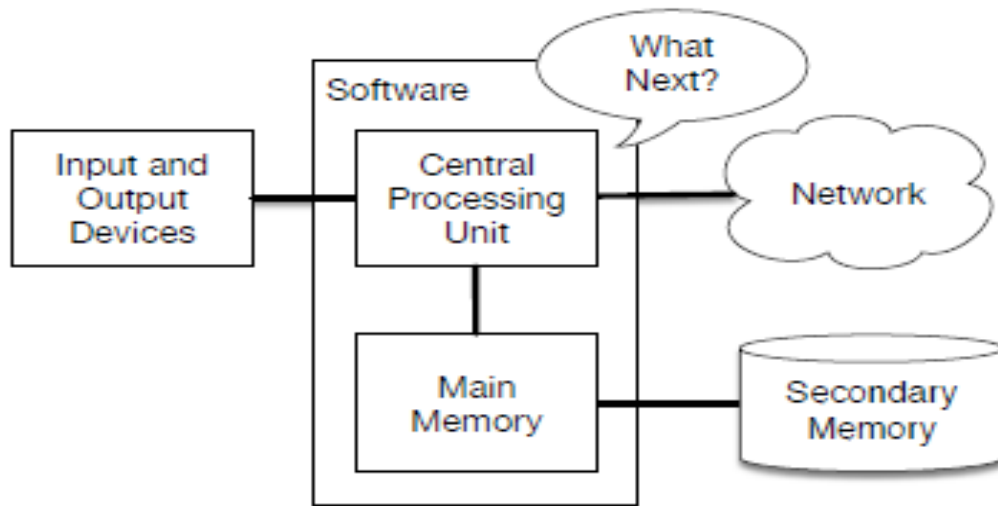 What
Next?
Software
Input and
Output
Devices
Central
Processing
Unit
Network
Main
Memory
Secondary
Memory